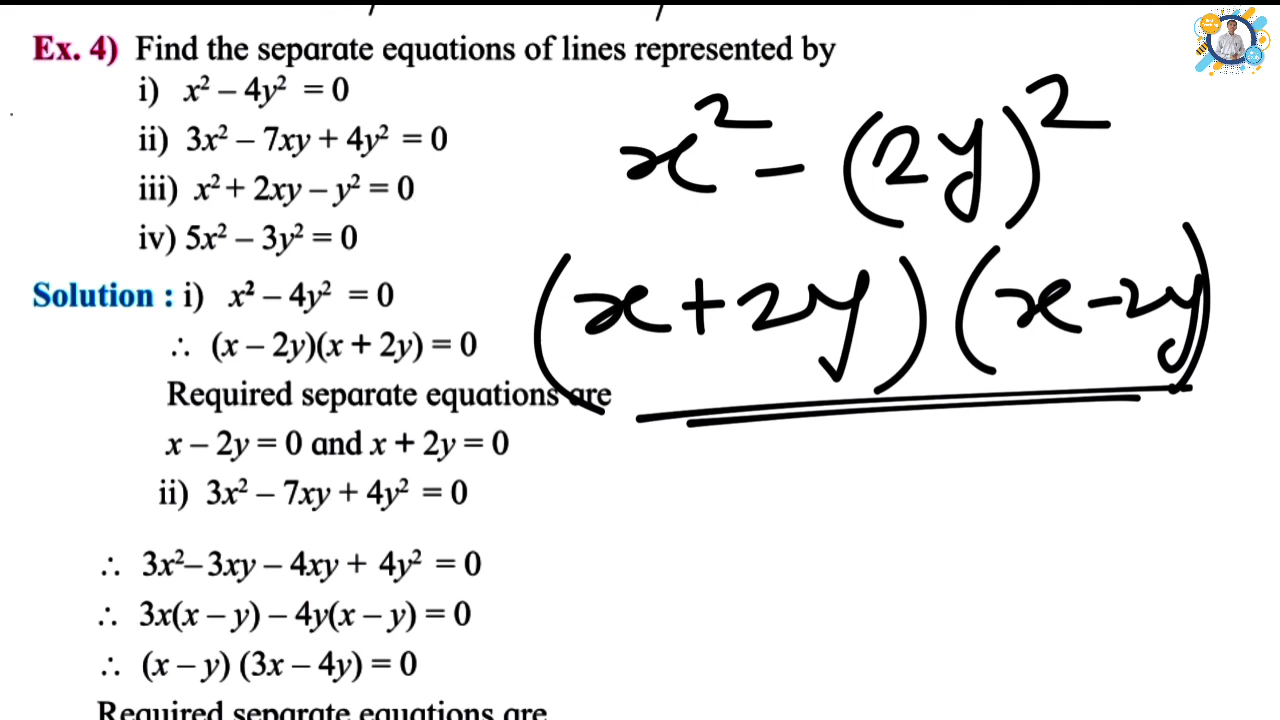 Ex. 4) Find the separate equations of lines represented by
i) x² – 4y² = 0
ii) 3x² – 7xy + 4y² = 0
iii) x² + 2xy – y² = 0
iv) 5x² – 3y² = 0
Solution : i) x² – 4y² = 0
∴ (x – 2y)(x + 2y) = 0
Required separate equations are
x – 2y = 0 and x + 2y = 0
ii) 3x² – 7xy + 4y² = 0
∴ 3x² – 3xy – 4xy + 4y² = 0
∴ 3x(x – y) – 4y(x – y) = 0
∴ (x – y) (3x – 4y) = 0
Required separate equations are
x² – (2y)²
(x + 2y) (x – 2y)